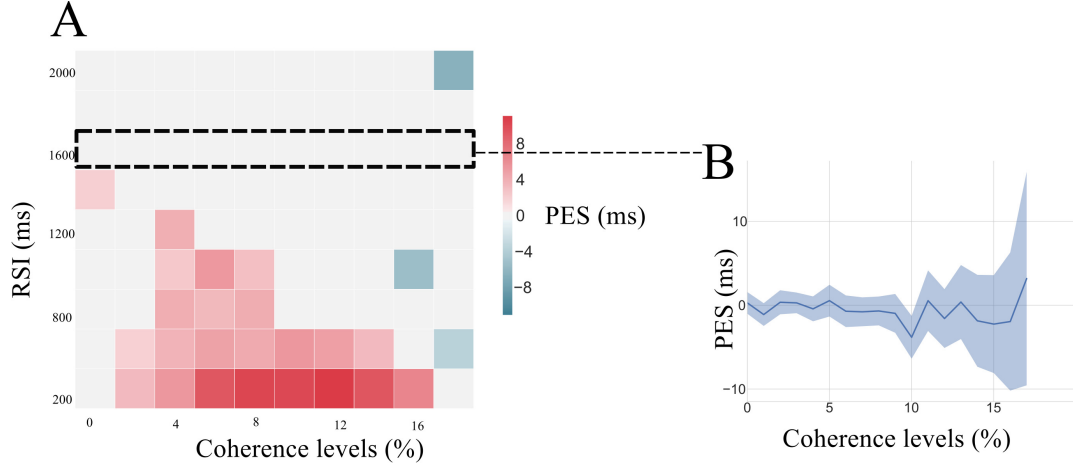 A
2000
1600
1200
800
200
RSI (ms)
0 4 8 12 16
Coherence levels (%)
8
4
0
−4
−8
PES (ms)
B
10
0
−10
PES (ms)
0 5 10 15
Coherence levels (%)